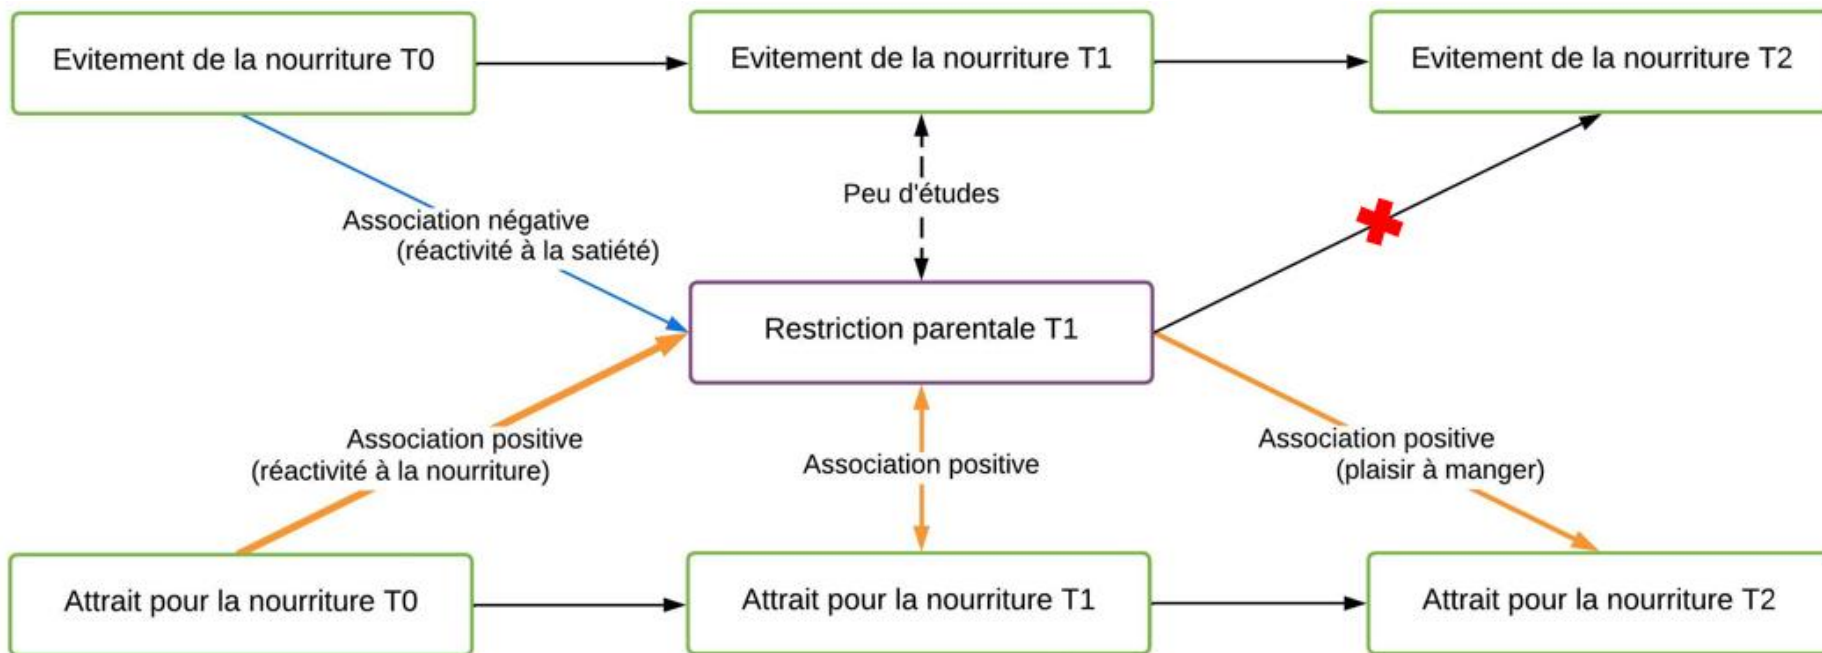 Evitement de la nourriture T0
Evitement de la nourriture T1
Evitement de la nourriture T2
Association négative
(réactivité à la satiété)
Peu d'études
Restriction parentale T1
Association positive
(réactivité à la nourriture)
Association positive
Association positive
(plaisir à manger)
Attrait pour la nourriture T0
Attrait pour la nourriture T1
Attrait pour la nourriture T2